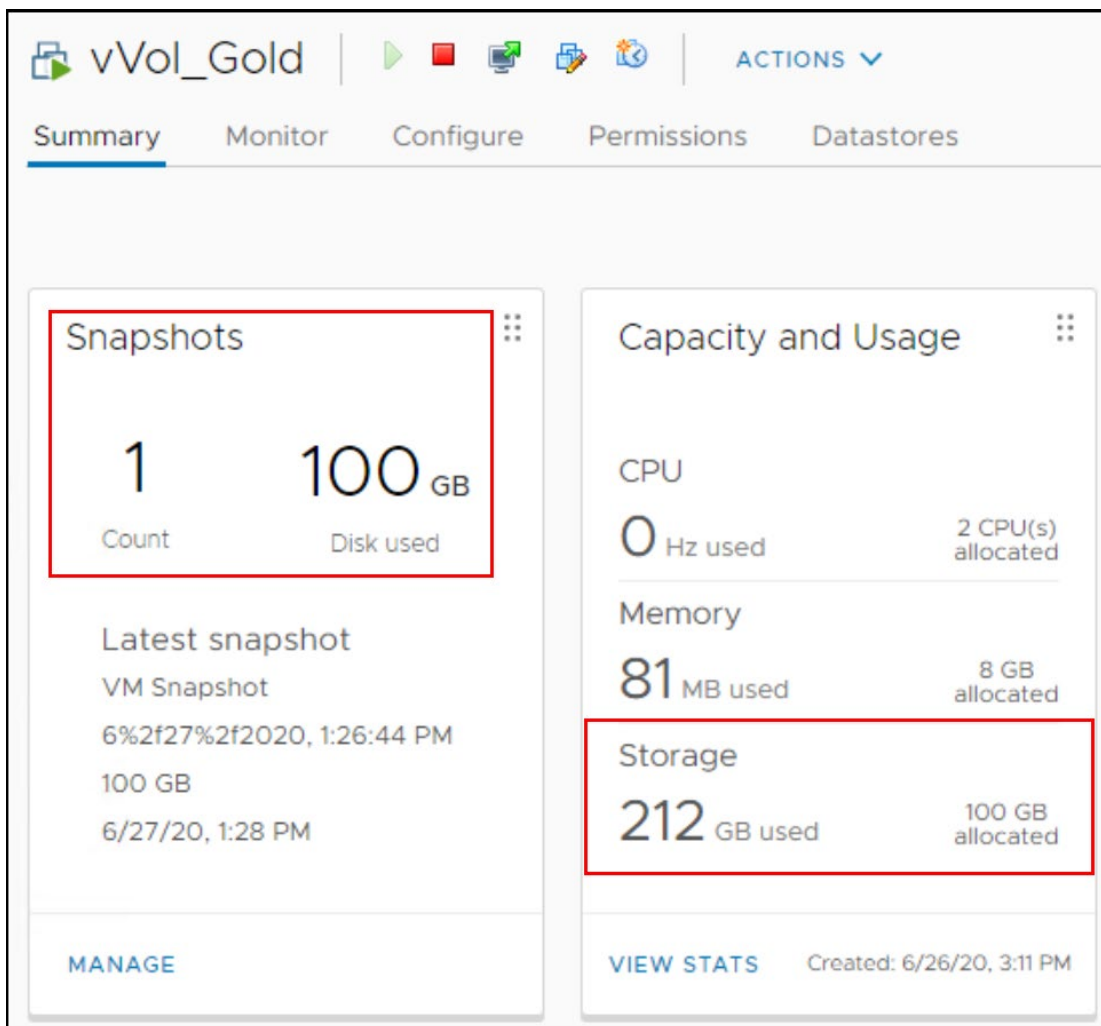 vVol_Gold
ACTIONS
Summary Monitor Configure Permissions Datastores
Snapshots
1 100 GB
Count Disk used
Latest snapshot
VM Snapshot
6%2f27%2f2020, 1:26:44 PM
100 GB
6/27/20, 1:28 PM
MANAGE
Capacity and Usage
CPU
0 Hz used
2 CPU(s)
allocated
Memory
81 MB used
8 GB
allocated
Storage
212 GB used
100 GB
allocated
VIEW STATS Created: 6/26/20, 3:11 PM